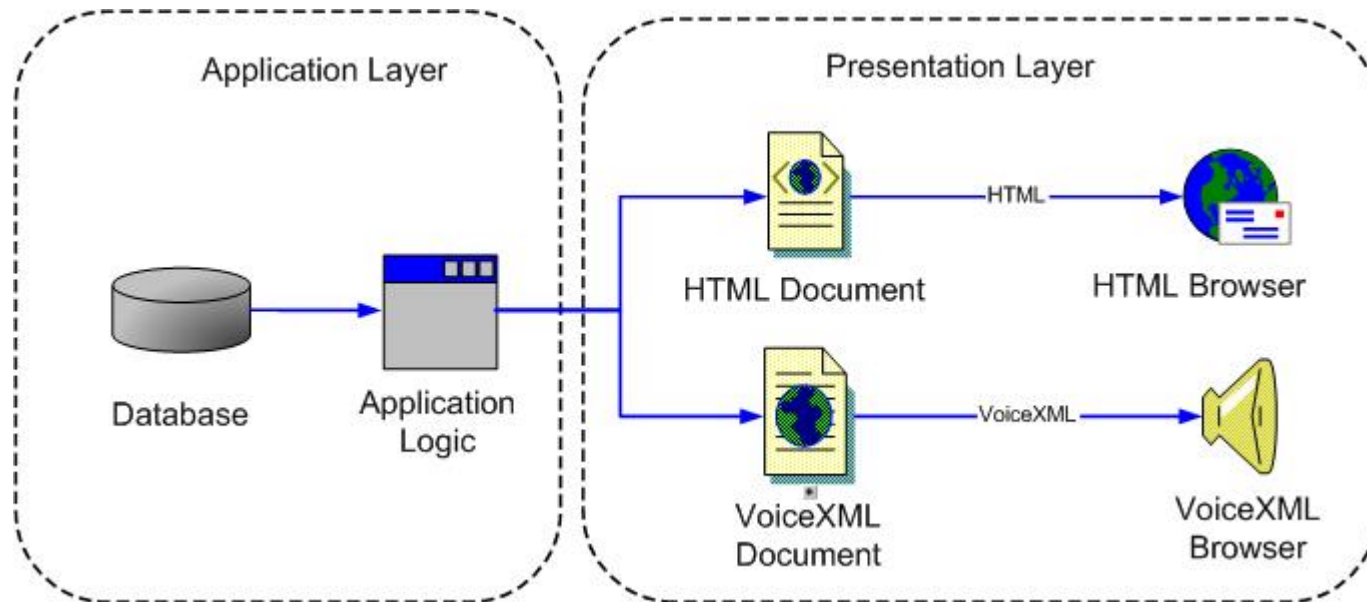 Application Layer
Presentation Layer
HTML
HTML Document
HTML Browser
Database
Application
Logic
VoiceXML
VoiceXML
Document
VoiceXML
Browser